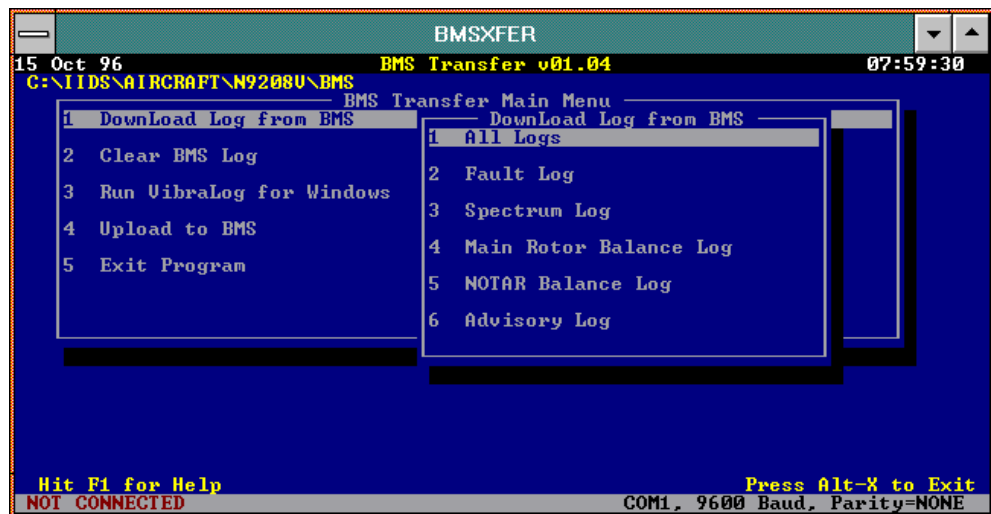 BMSXFER
15 Oct 96 BMS Transfer v01.04 07:59:30
C:\IIDS\AIRCRAFT\N9208V\BMS
BMS Transfer Main Menu
1 DownLoad Log from BMS
2 Clear BMS Log
3 Run VibraLog for Windows
4 Upload to BMS
5 Exit Program
DownLoad Log from BMS
1 All Logs
2 Fault Log
3 Spectrum Log
4 Main Rotor Balance Log
5 NOTAR Balance Log
6 Advisory Log
Hit F1 for Help Press Alt-X to Exit
NOT CONNECTED COM1, 9600 Baud, Parity=NONE